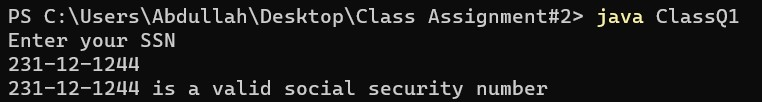 PS C:\Users\Abdullah\Desktop\Class Assignment#2> java ClassQ1
Enter your SSN
231-12-1244
231-12-1244 is a valid social security number